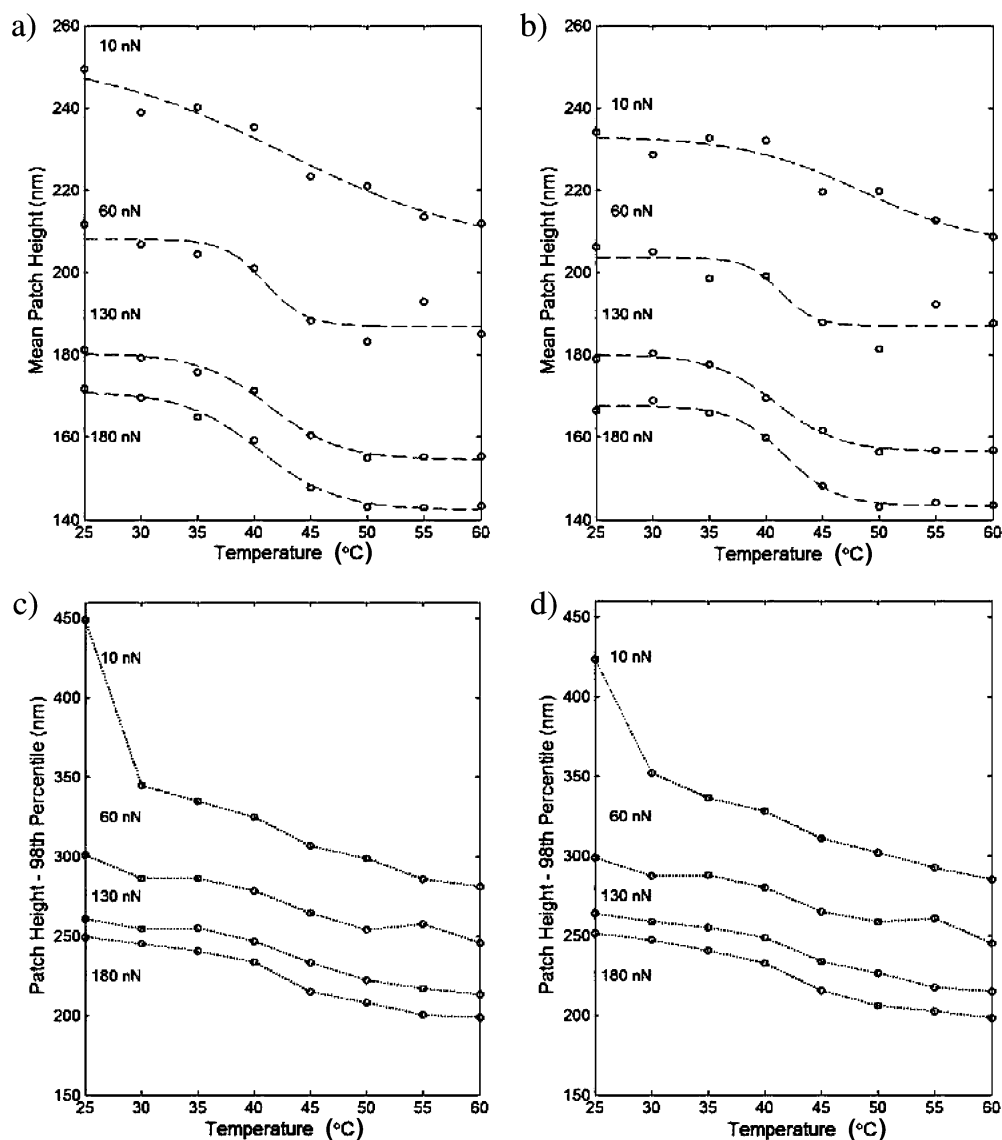 a)
260
240
220
200
180
160
140
10 nN
60 nN
130 nN
180 nN
Mean Patch Height (nm)
25 30 35 40 45 50 55 60
Temperature (°C)
b)
260
240
220
200
180
160
140
10 nN
60 nN
130 nN
180 nN
Mean Patch Height (nm)
25 30 35 40 45 50 55 60
Temperature (°C)
c)
450
400
350
300
250
200
150
10 nN
60 nN
130 nN
180 nN
Patch Height - 98th Percentile (nm)
25 30 35 40 45 50 55 60
Temperature (°C)
d)
450
400
350
300
250
200
150
10 nN
60 nN
130 nN
180 nN
Patch Height - 98th Percentile (nm)
25 30 35 40 45 50 55 60
Temperature (°C)